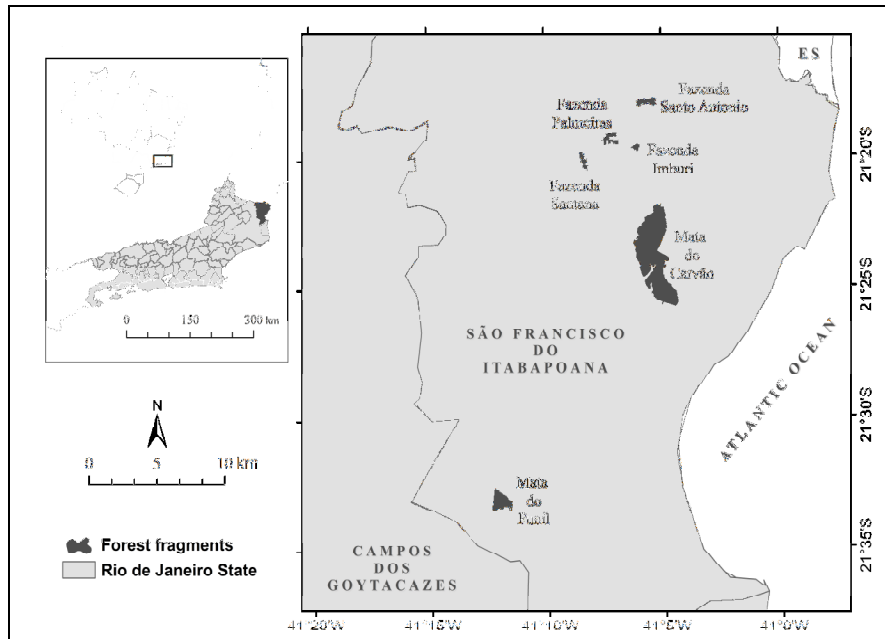 ES
Fazenda
Santo Antonio
Fazenda
Palmeiras
Fazenda
Imburi
Fazenda
Santana
Mata
do
Carvão
SÃO FRANCISCO
DO
ITABAPOANA
ATLANTIC OCEAN
Mata
do
Funil
CAMPOS
DOS
GOYTACAZES
21°20'S
21°25'S
21°30'S
21°35'S
41°20'W
41°15'W
41°10'W
41°5'W
41°0'W
0 150 300 km
N
0 5 10 km
Forest fragments
Rio de Janeiro State